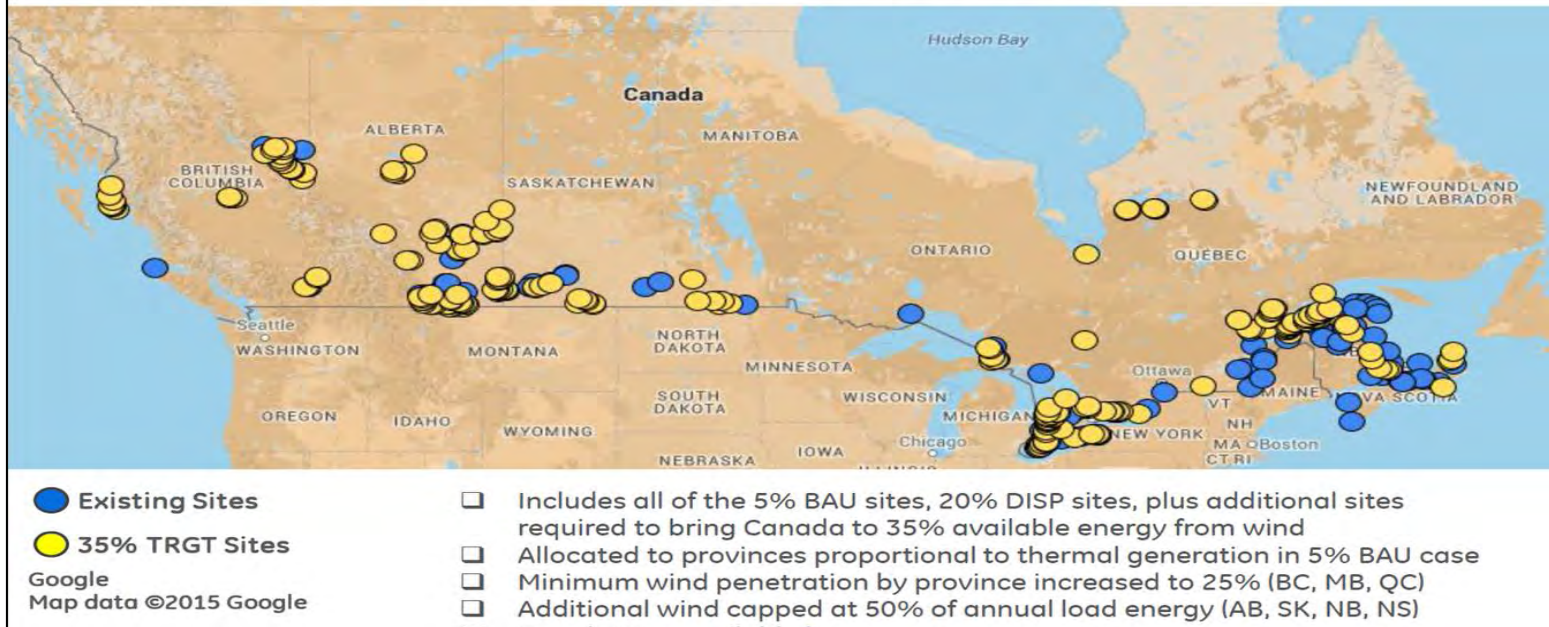 Hudson Bay
Canada
ALBERTA
MANITOBA
BRITISH
COLUMBIA
SASKATCHEWAN
NEWFOUNDLAND
AND LABRADOR
ONTARIO
QUÉBEC
Seattle
WASHINGTON
MONTANA
NORTH
DAKOTA
MINNESOTA
Ottawa
OREGON
IDAHO
WYOMING
SOUTH
DAKOTA
WISCONSIN
MICHIGAN
VT
MAINE
NOVA SCOTIA
NEW YORK
NH
Chicago
IOWA
MA
Boston
CT RI
NEBRASKA
Existing Sites
35% TRGT Sites
Google
Map data ©2015 Google
❑ Includes all of the 5% BAU sites, 20% DISP sites, plus additional sites
required to bring Canada to 35% available energy from wind
❑ Allocated to provinces proportional to thermal generation in 5% BAU case
❑ Minimum wind penetration by province increased to 25% (BC, MB, QC)
❑ Additional wind capped at 50% of annual load energy (AB, SK, NB, NS)